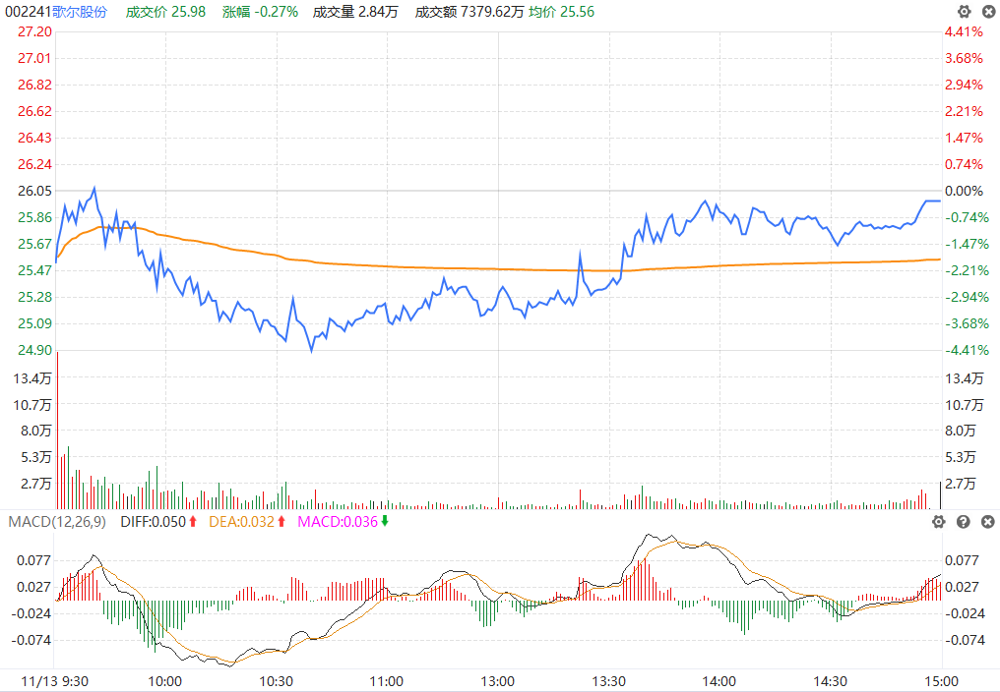 002241歌尔股份 成交价 25.98 涨幅 -0.27% 成交量 2.84万 成交额 7379.62万 均价 25.56
27.20 4.41%
27.01 3.68%
26.82 2.94%
26.62 2.21%
26.43 1.47%
26.24 0.74%
26.05 0.00%
25.86 -0.74%
25.67 -1.47%
25.47 -2.21%
25.28 -2.94%
25.09 -3.68%
24.90 -4.41%
13.4万 13.4万
10.7万 10.7万
8.0万 8.0万
5.3万 5.3万
2.7万 2.7万
MACD(12,26,9) DIFF:0.050 DEA:0.032 MACD:0.036
0.077 0.077
0.027 0.027
-0.024 -0.024
-0.074 -0.074
11/13 9:30 10:00 10:30 11:00 13:00 13:30 14:00 14:30 15:00